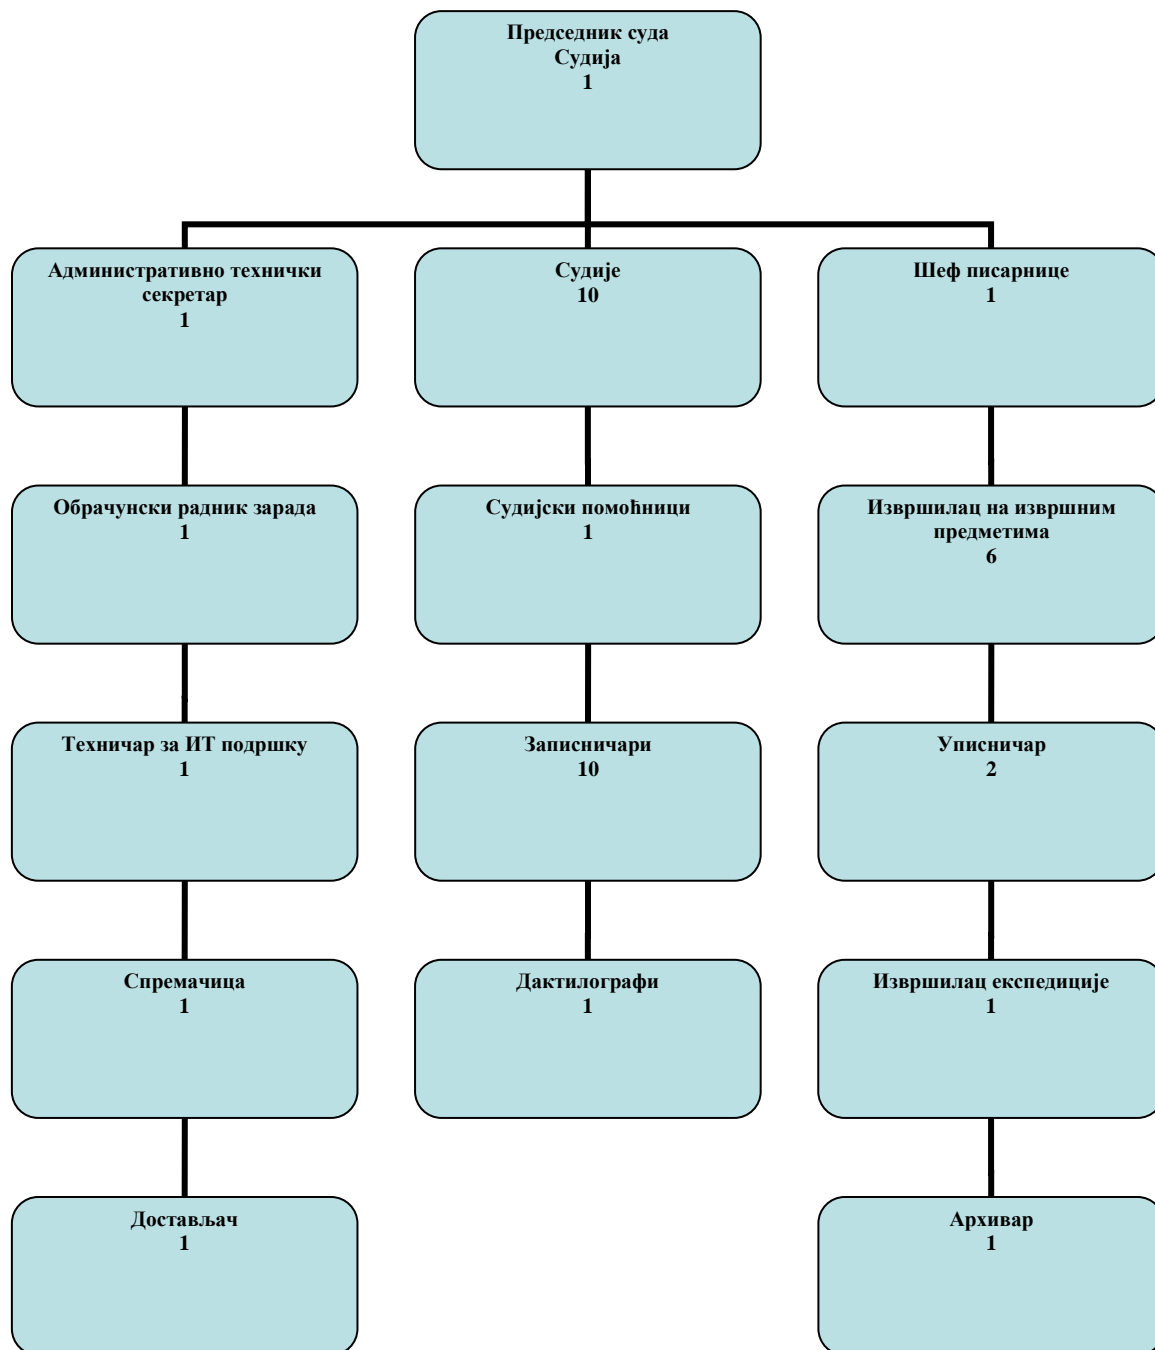 Председник суда
Судија
1
Административно технички
секретар
1
Судије
10
Шеф писарнице
1
Обрачунски радник зарада
1
Судијски помоћници
1
Извршилац на извршним
предметима
6
Техничар за ИТ подршку
1
Записничари
10
Уписничар
2
Спремачица
1
Дактилографи
1
Извршилац експедиције
1
Достављач
1
Архивар
1